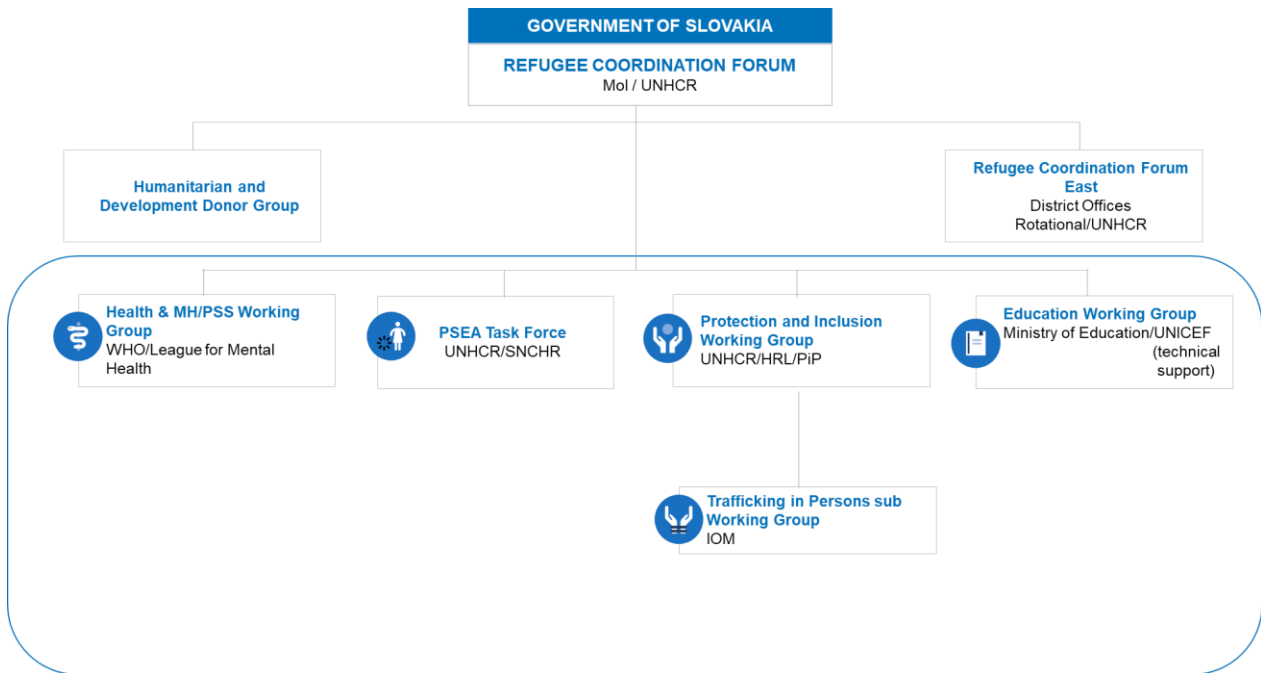 GOVERNMENT OF SLOVAKIA
REFUGEE COORDINATION FORUM
MoI / UNHCR
Humanitarian and
Development Donor Group
Refugee Coordination Forum
East
District Offices
Rotational/UNHCR
Health & MH/PSS Working
Group
WHO/League for Mental
Health
PSEA Task Force
UNHCR/SNCHR
Protection and Inclusion
Working Group
UNHCR/HRL/PiP
Education Working Group
Ministry of Education/UNICEF
(technical
support)
Trafficking in Persons sub
Working Group
IOM